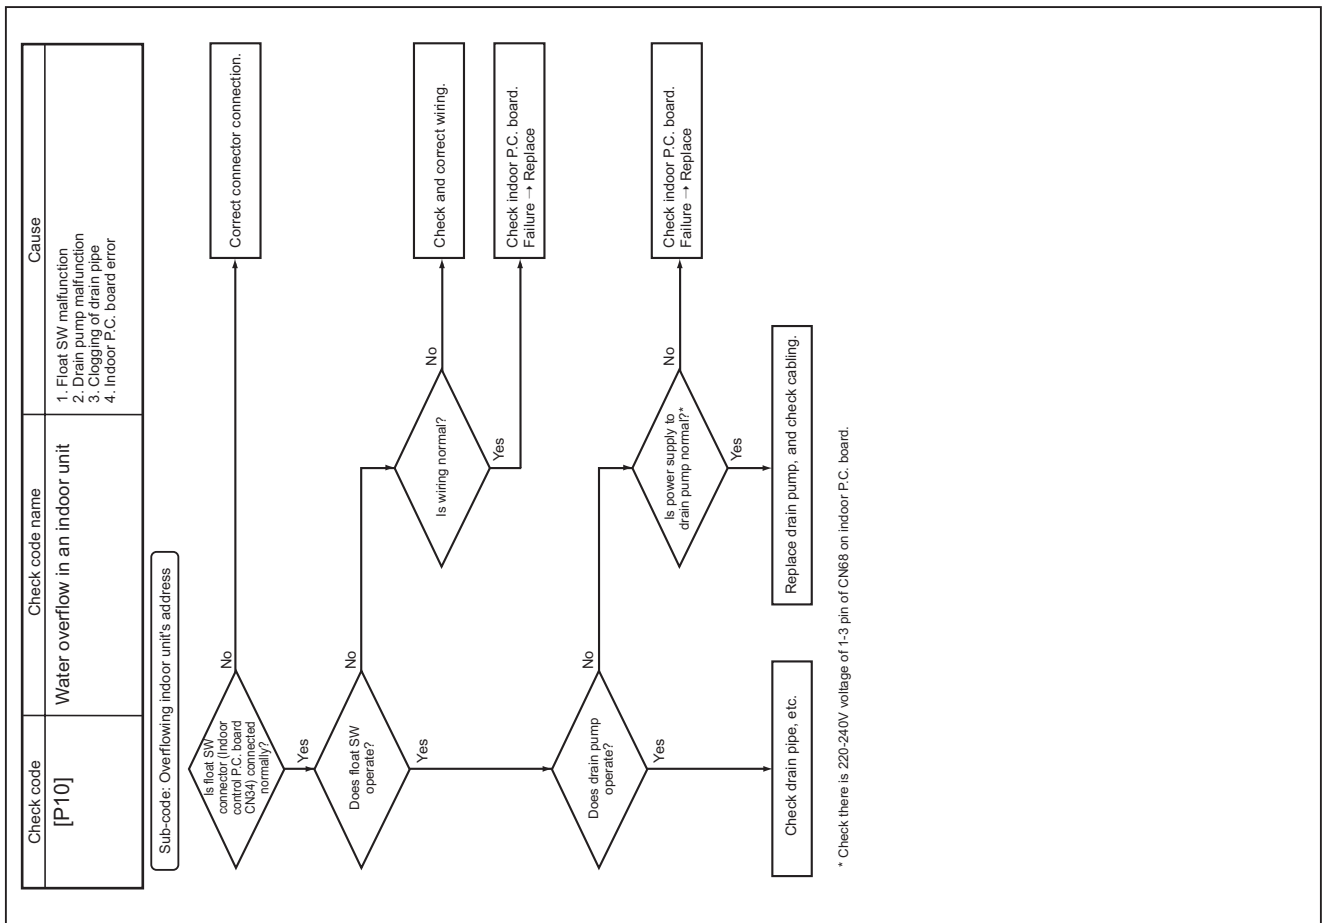 Check code
Check code name
Cause
[P10]
Water overflow in an indoor unit
1. Float SW malfunction
2. Drain pump malfunction
3. Clogging of drain pipe
4. Indoor P.C. board error
Sub-code: Overflowing indoor unit's address
Is float SW
connector (Indoor
control P.C. board
CN34) connected
normally?
No
Correct connector connection.
Yes
Does float SW
operate?
No
Is wiring normal?
No
Check and correct wiring.
Yes
Check indoor P.C. board.
Failure → Replace
Yes
Does drain pump
operate?
No
Is power supply to
drain pump normal?*
No
Check indoor P.C. board.
Failure → Replace
Yes
Yes
Check drain pipe, etc.
Replace drain pump, and check cabling.
* Check there is 220-240V voltage of 1-3 pin of CN68 on indoor P.C. board.